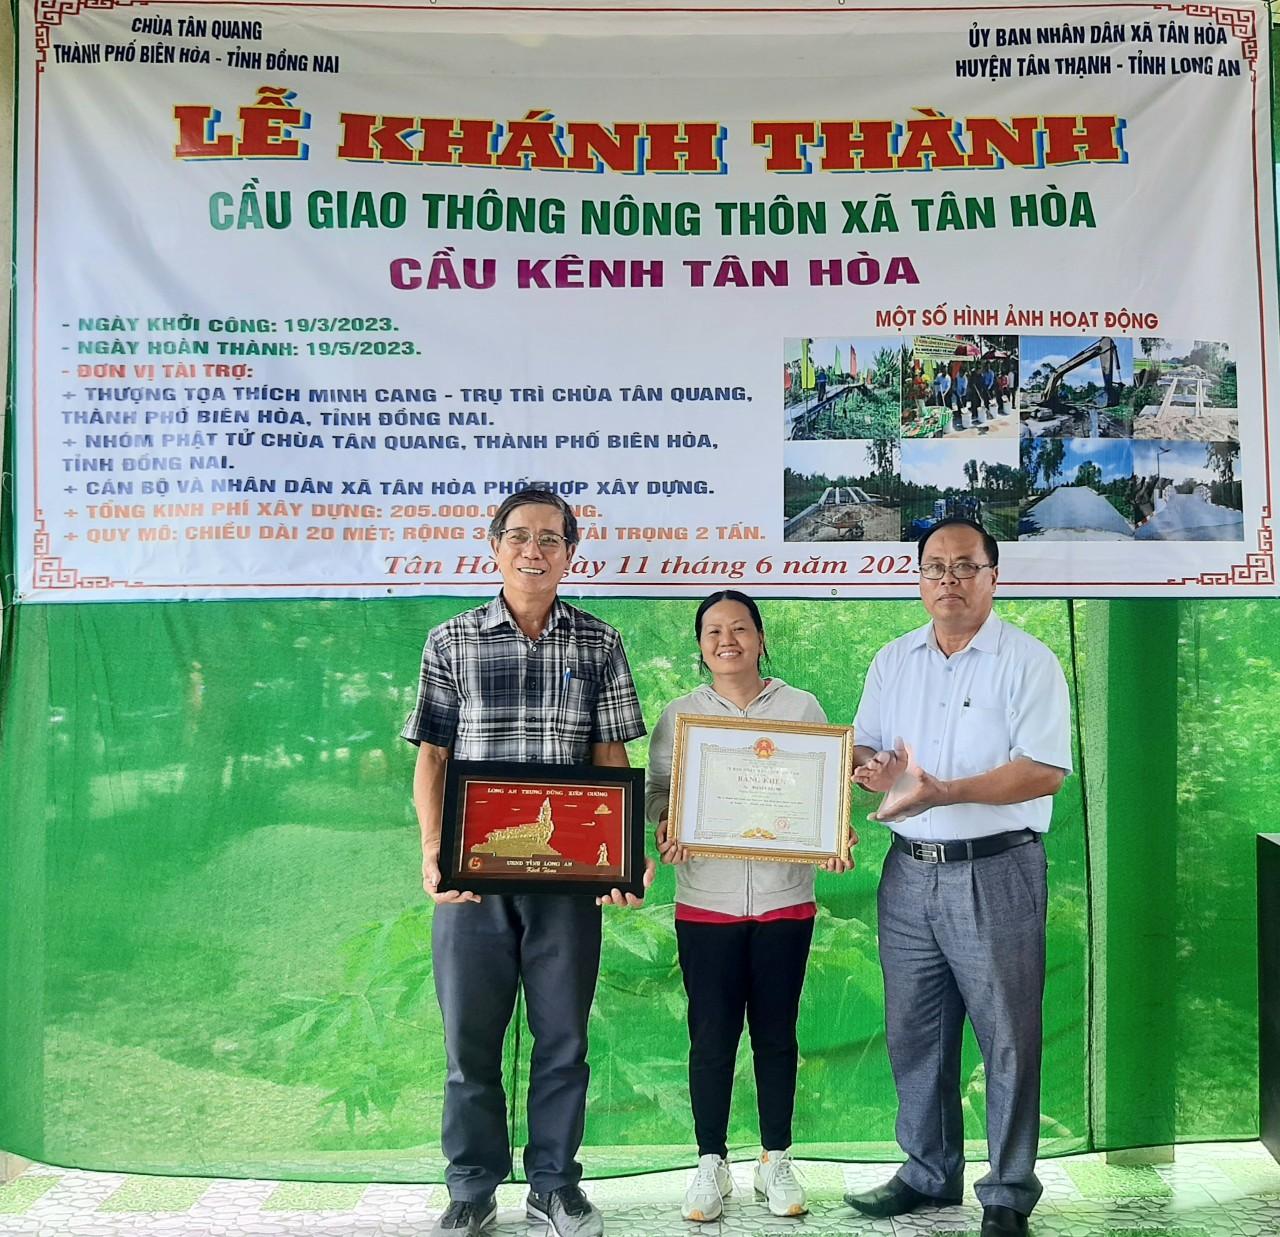 CHÙA TÂN QUANG
THÀNH PHỐ BIÊN HÒA - TỈNH ĐỒNG NAI
ỦY BAN NHÂN DÂN XÃ TÂN HÒA
HUYỆN TÂN THẠNH - TỈNH LONG AN
LỄ KHÁNH THÀNH
CẦU GIAO THÔNG NÔNG THÔN XÃ TÂN HÒA
CẦU KÊNH TÂN HÒA
- NGÀY KHỞI CÔNG: 19/3/2023.
- NGÀY HOÀN THÀNH: 19/5/2023.
- ĐƠN VỊ TÀI TRỢ:
+ THƯỢNG TỌA THÍCH MINH CANG - TRỤ TRÌ CHÙA TÂN QUANG,
THÀNH PHỐ BIÊN HÒA, TỈNH ĐỒNG NAI.
+ NHÓM PHẬT TỬ CHÙA TÂN QUANG, THÀNH PHỐ BIÊN HÒA,
TỈNH ĐỒNG NAI.
+ CÁN BỘ VÀ NHÂN DÂN XÃ TÂN HÒA PHỐI HỢP XÂY DỰNG.
+ TỔNG KINH PHÍ XÂY DỰNG: 205.000.0
+ QUY MÔ: CHIỀU DÀI 20 MÉT; RỘNG 3 TẢI TRỌNG 2 TẤN.
MỘT SỐ HÌNH ẢNH HOẠT ĐỘNG
Tân Hòa ngày 11 tháng 6 năm 2023
LONG AN TRUNG DŨNG KIÊN CƯỜNG
UBND TỈNH LONG AN
Kính Tặng
BẰNG KHEN